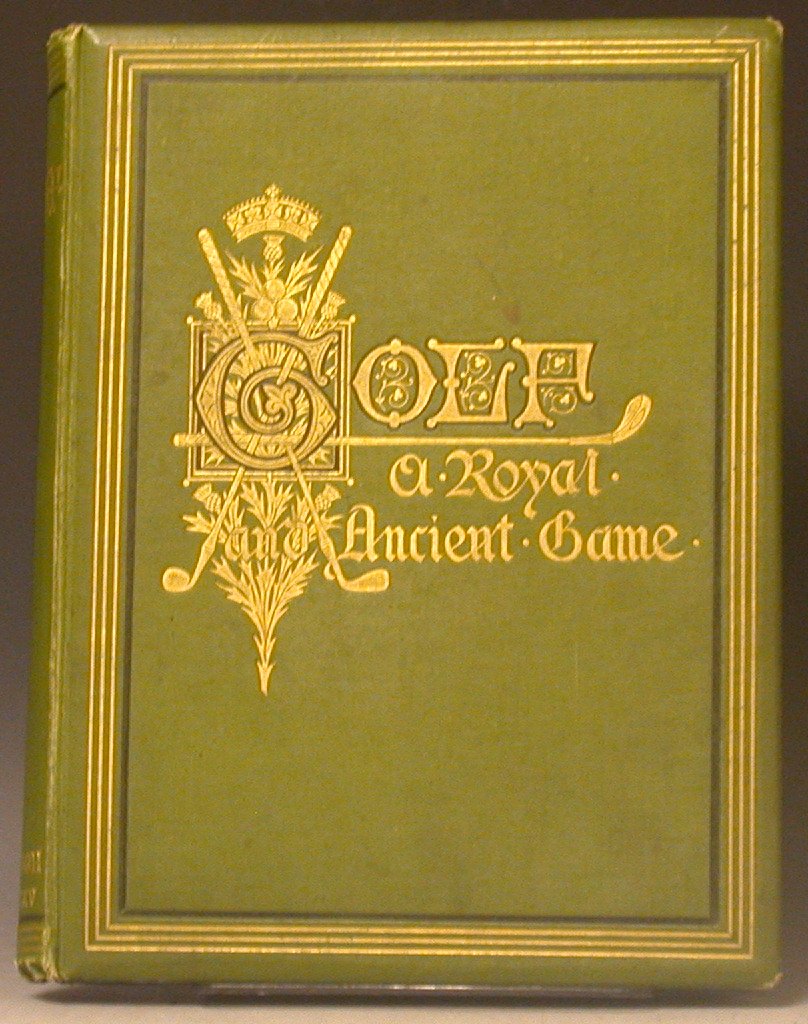 GOLF
A · Royal ·
and Ancient · Game ·